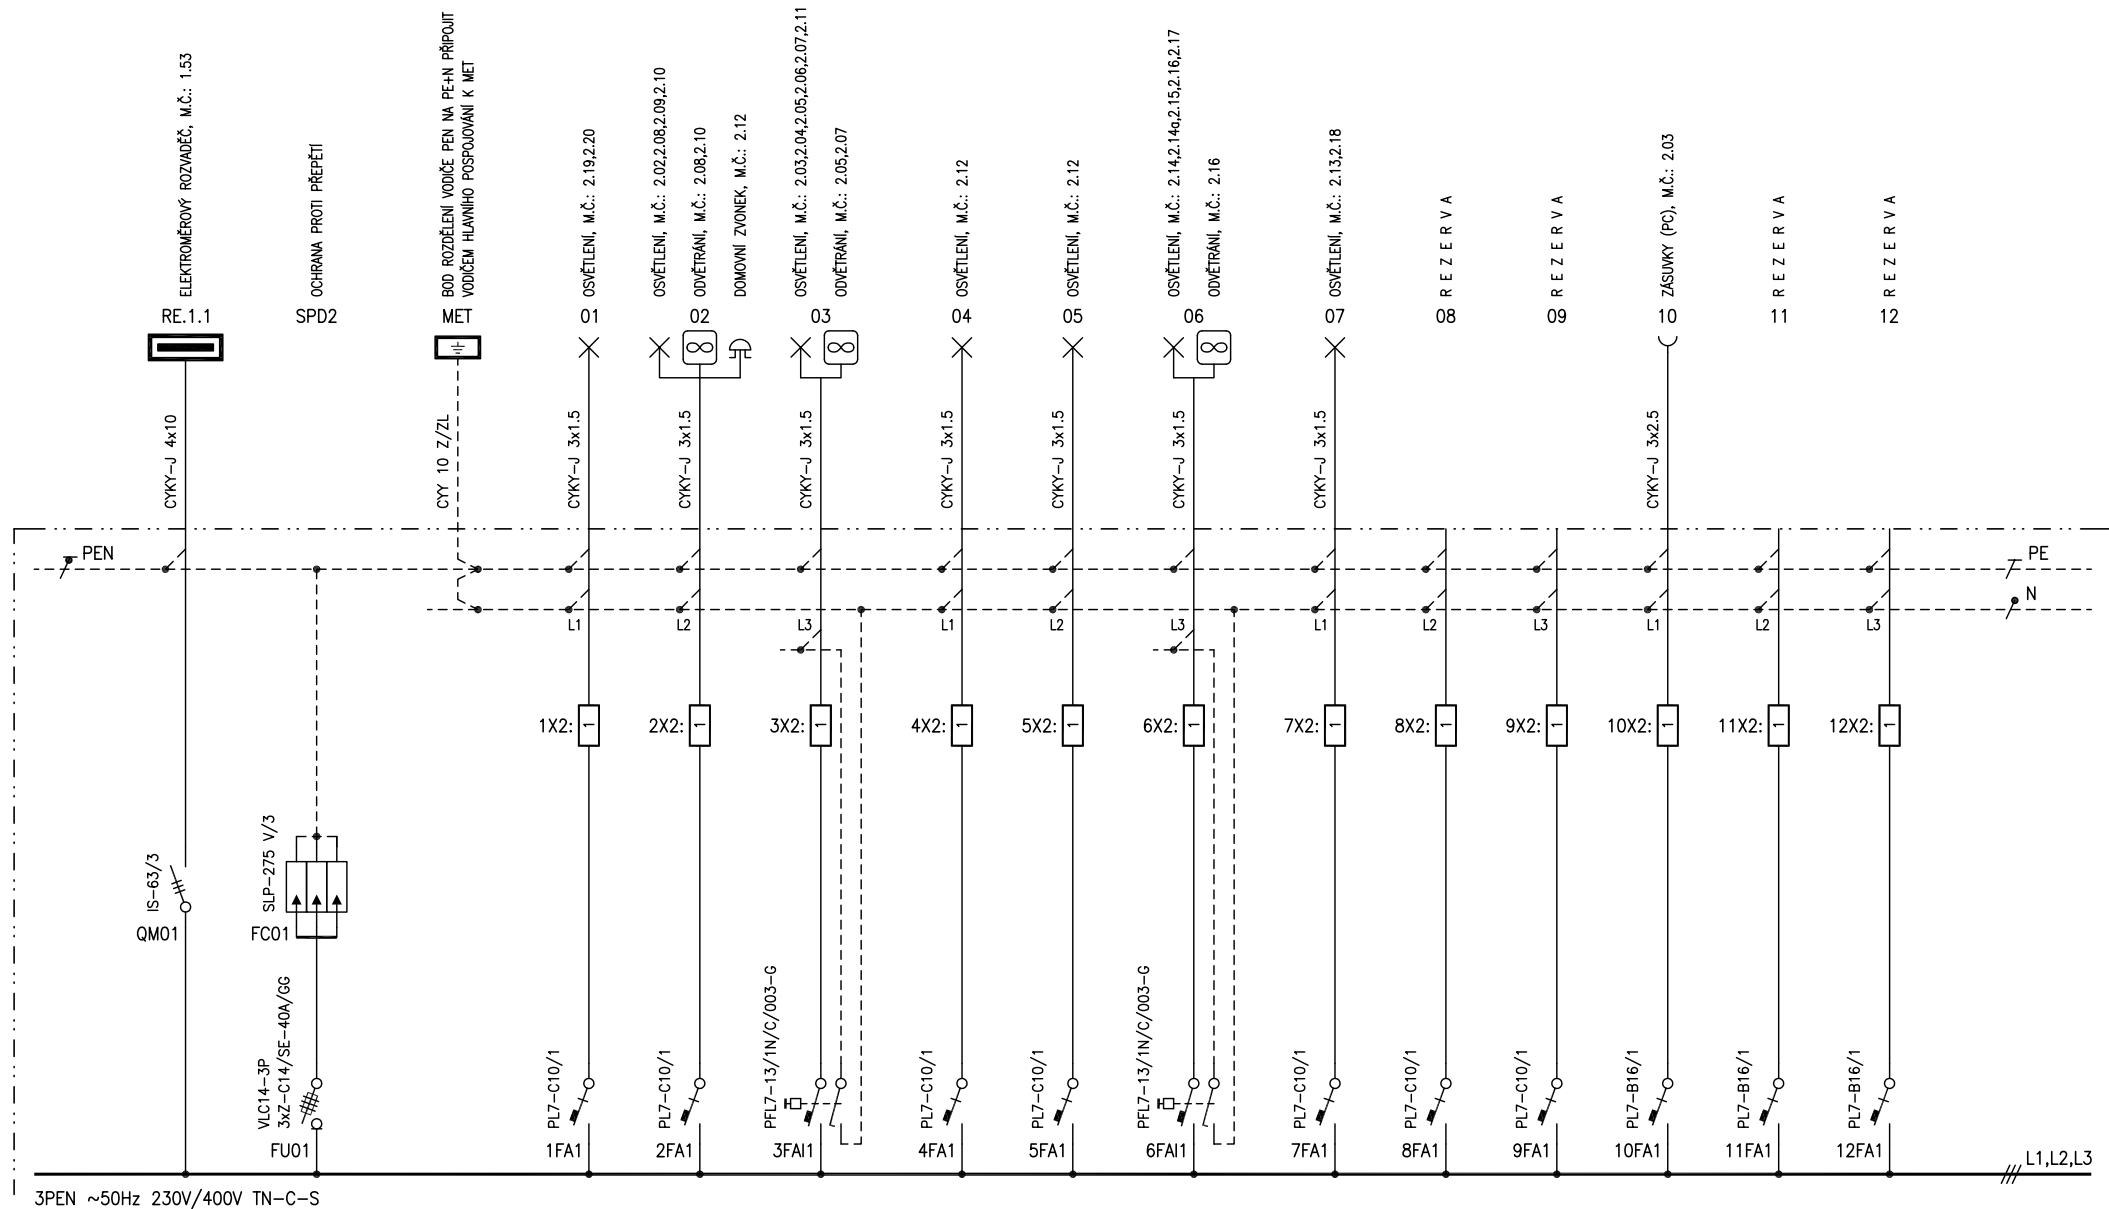 ELEKTROMĚROVÝ ROZVADĚČ, M.Č.: 1.53
OCHRANA PROTI PŘEPĚTÍ
BOD ROZDĚLENÍ VODIČE PEN NA PE+N PŘIPOJIT
VODIČEM HLAVNÍHO POSPOJOVÁNÍ K MET
OSVĚTLENÍ, M.Č.: 2.19,2.20
OSVĚTLENÍ, M.Č.: 2.02,2.08,2.09,2.10
ODVĚTRÁNÍ, M.Č.: 2.08,2.10
DOMOVNÍ ZVONEK, M.Č.: 2.12
OSVĚTLENÍ, M.Č.: 2.03,2.04,2.05,2.06,2.07,2.11
ODVĚTRÁNÍ, M.Č.: 2.05,2.07
OSVĚTLENÍ, M.Č.: 2.12
OSVĚTLENÍ, M.Č.: 2.12
OSVĚTLENÍ, M.Č.: 2.14,2.14a,2.15,2.16,2.17
ODVĚTRÁNÍ, M.Č.: 2.16
OSVĚTLENÍ, M.Č.: 2.13,2.18
R E Z E R V A
R E Z E R V A
ZÁSUVKY (PC), M.Č.: 2.03
R E Z E R V A
R E Z E R V A
RE.1.1 SPD2 MET 01 02 03 04 05 06 07 08 09 10 11 12
CYKY-J 4x10
CYY 10 Z/ZL
CYKY-J 3x1.5
CYKY-J 3x1.5
CYKY-J 3x1.5
CYKY-J 3x1.5
CYKY-J 3x1.5
CYKY-J 3x1.5
CYKY-J 3x1.5
CYKY-J 3x2.5
PEN PE
N
L1 L2 L3 L1 L2 L3 L1 L2 L3 L1 L2 L3
1X2: 1 2X2: 1 3X2: 1 4X2: 1 5X2: 1 6X2: 1 7X2: 1 8X2: 1 9X2: 1 10X2: 1 11X2: 1 12X2: 1
IS-63/3
SLP-275 V/3
QM01 FC01
VLC14-3P
3xZ-C14/SE-40A/GG
PL7-C10/1
PL7-C10/1
PFL7-13/1N/C/003-G
PL7-C10/1
PL7-C10/1
PFL7-13/1N/C/003-G
PL7-C10/1
PL7-C10/1
PL7-C10/1
PL7-B16/1
PL7-B16/1
PL7-B16/1
FU01 1FA1 2FA1 3FAI1 4FA1 5FA1 6FAI1 7FA1 8FA1 9FA1 10FA1 11FA1 12FA1
L1,L2,L3
3PEN ~50Hz 230V/400V TN-C-S